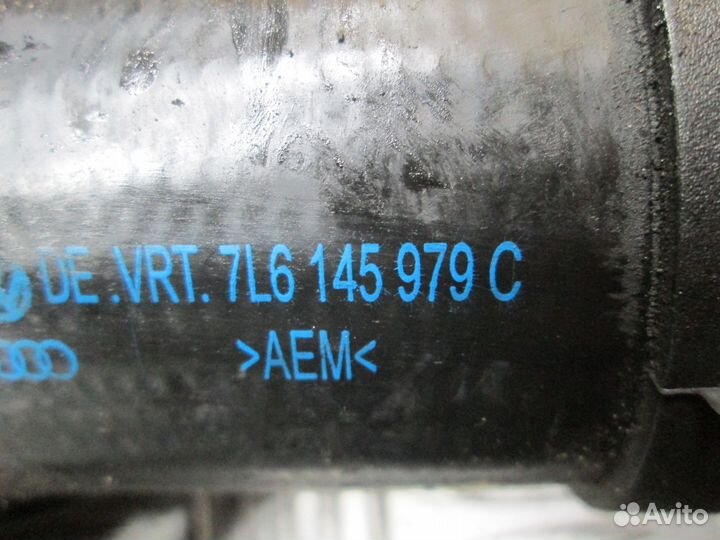 DE .VRT. 7L6 145 979 C
>AEM<
Avito